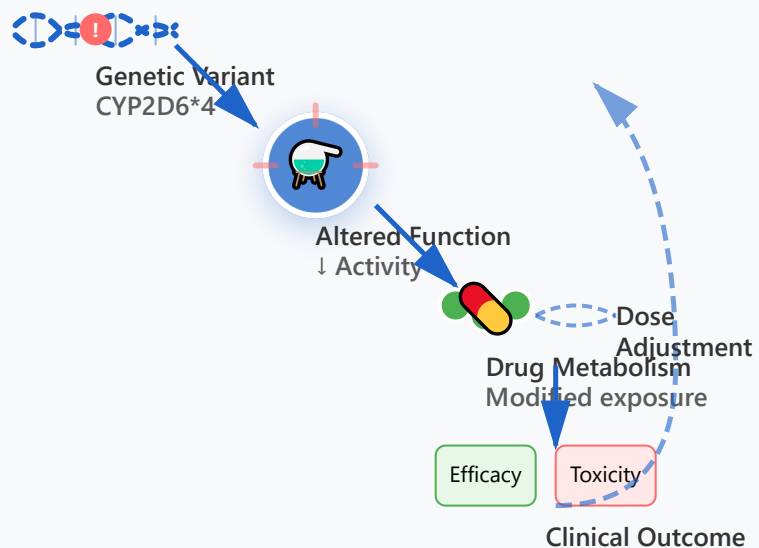 !
Genetic Variant
CYP2D6*4
Altered Function
↓ Activity
Dose
Adjustment
Drug Metabolism
Modified exposure
Efficacy
Toxicity
Clinical Outcome